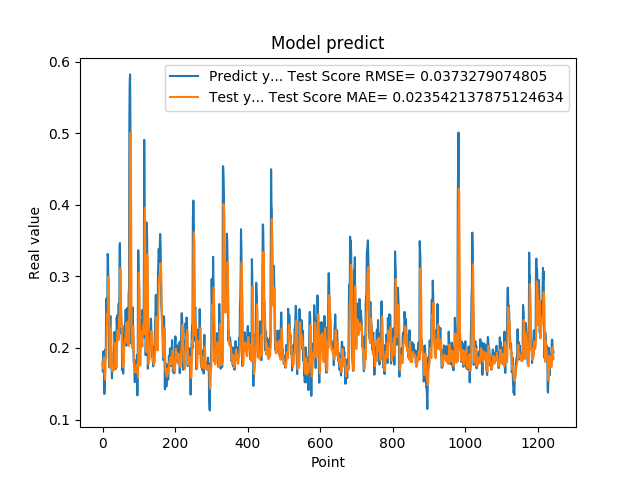 Model predict
Predict y... Test Score RMSE= 0.0373279074805
Test y... Test Score MAE= 0.023542137875124634
0.6
0.5
0.4
0.3
0.2
0.1
Real value
0 200 400 600 800 1000 1200
Point